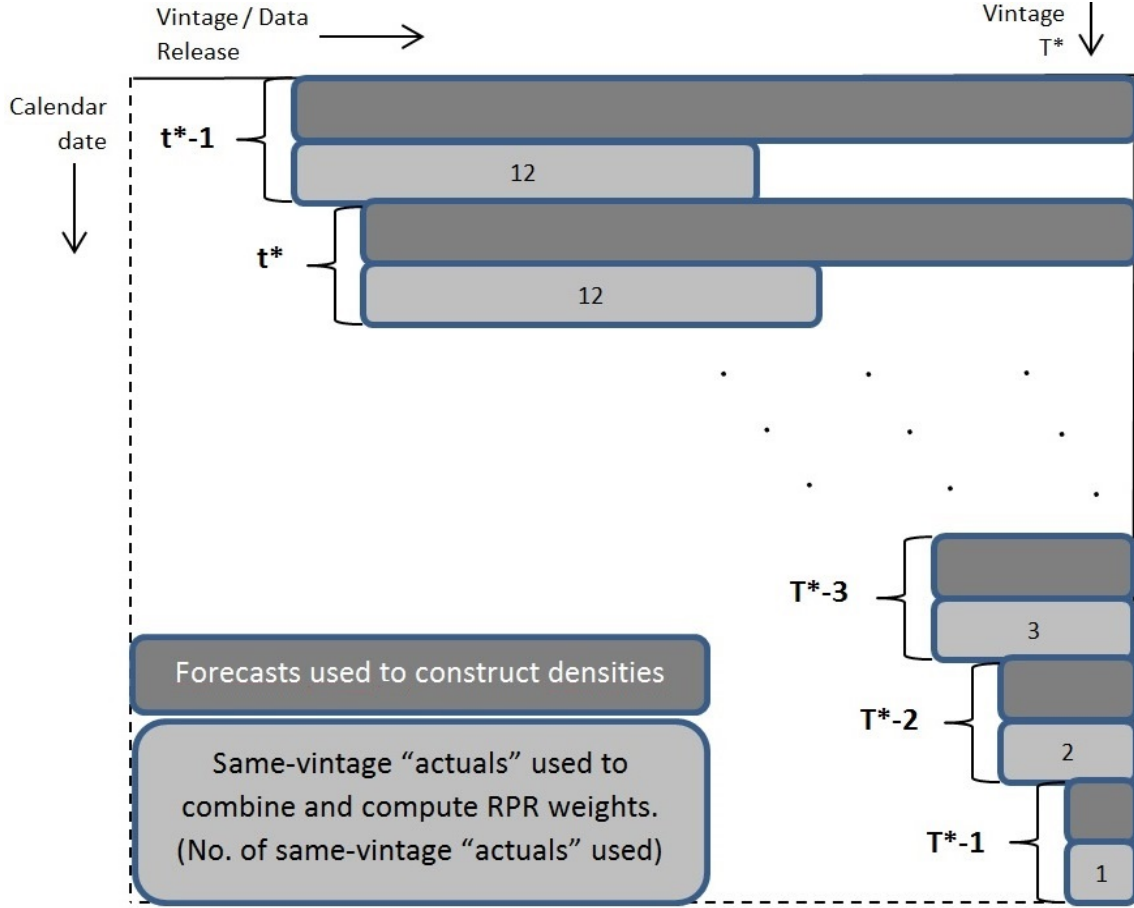 Vintage / Data
Release
Vintage
T*
Calendar
date
t*-1
12
t*
12
T*-3
3
Forecasts used to construct densities
T*-2
2
Same-vintage “actuals” used to
combine and compute RPR weights.
(No. of same-vintage “actuals” used)
T*-1
1